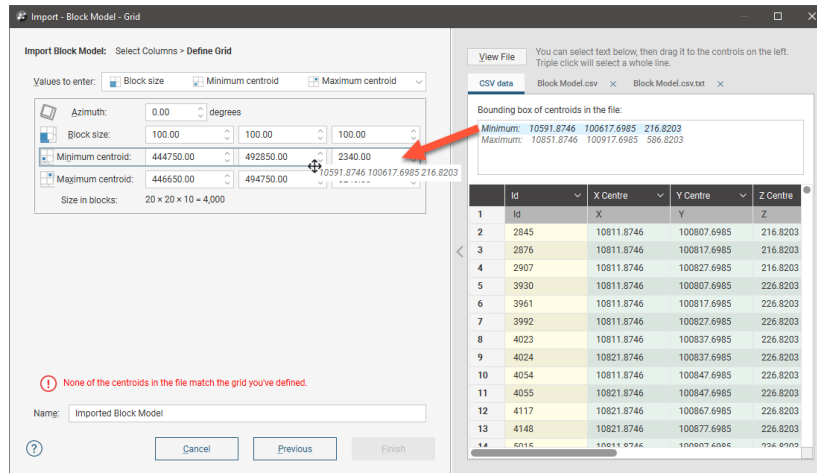 Import - Block Model - Grid
Import Block Model: Select Columns > Define Grid
Values to enter: Block size Minimum centroid Maximum centroid
Azimuth: 0.00 degrees
Block size: 100.00 100.00 100.00
Minimum centroid: 444750.00 492850.00 2340.00
10591.8746 100617.6985 216.8203
Maximum centroid: 446650.00 494750.00
Size in blocks: 20 × 20 × 10 = 4,000
None of the centroids in the file match the grid you've defined.
Name: Imported Block Model
? Cancel Previous Finish
View File
You can select text below, then drag it to the controls on the left.
Triple click will select a whole line.
CSV data Block Model.csv × Block Model.csv.txt ×
Bounding box of centroids in the file:
Minimum: 10591.8746 100617.6985 216.8203
Maximum: 10851.8746 100917.6985 586.8203
Id X Centre Y Centre Z Centre
1 Id X Y Z
2 2845 10811.8746 100807.6985 216.8203
3 2876 10811.8746 100817.6985 216.8203
4 2907 10811.8746 100827.6985 216.8203
5 3930 10811.8746 100807.6985 226.8203
6 3961 10811.8746 100817.6985 226.8203
7 3992 10811.8746 100827.6985 226.8203
8 4023 10811.8746 100837.6985 226.8203
9 4024 10821.8746 100837.6985 226.8203
10 4054 10811.8746 100847.6985 226.8203
11 4055 10821.8746 100847.6985 226.8203
12 4117 10821.8746 100867.6985 226.8203
13 4148 10821.8746 100877.6985 226.8203
14 5015 10811.8746 100807.6985 236.8203